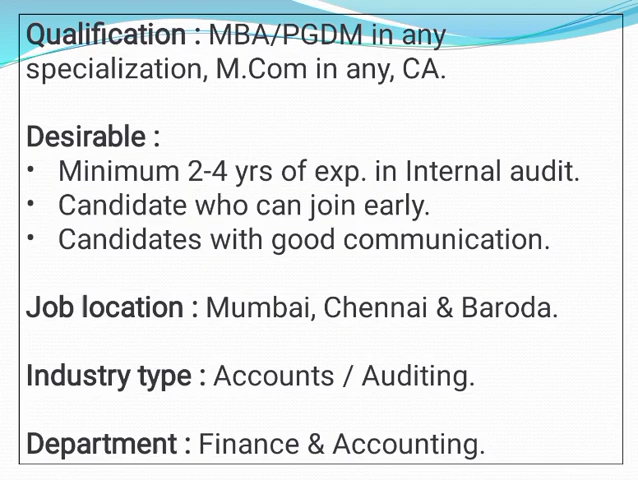 Qualification : MBA/PGDM in any
specialization, M.Com in any, CA.
Desirable :
• Minimum 2-4 yrs of exp. in Internal audit.
• Candidate who can join early.
• Candidates with good communication.
Job location : Mumbai, Chennai & Baroda.
Industry type : Accounts / Auditing.
Department : Finance & Accounting.